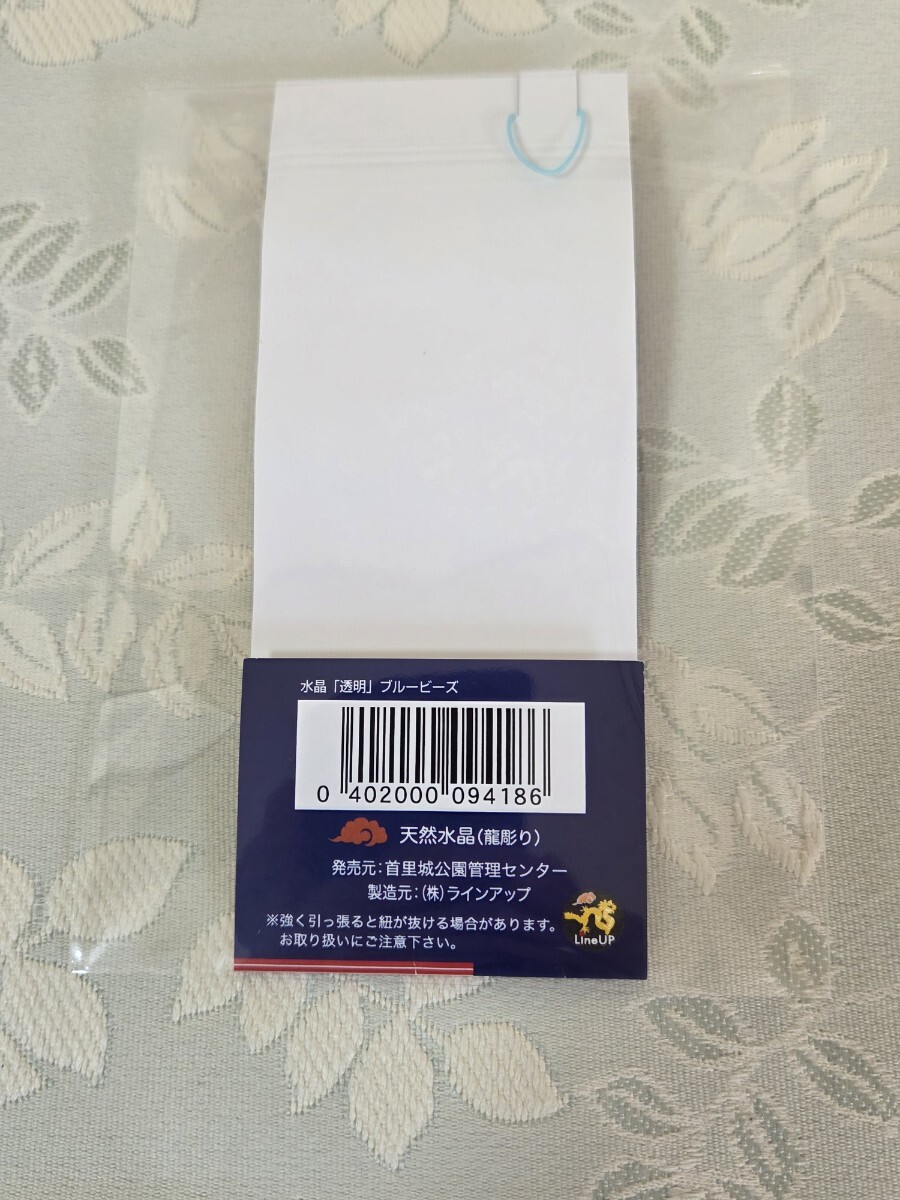 水晶「透明」ブルービーズ
0 402000 094186
天然水晶(龍彫り)
発売元:首里城公園管理センター
製造元:(株)ラインアップ
※強く引っ張ると紐が抜ける場合があります。
お取り扱いにご注意下さい。
LineUP